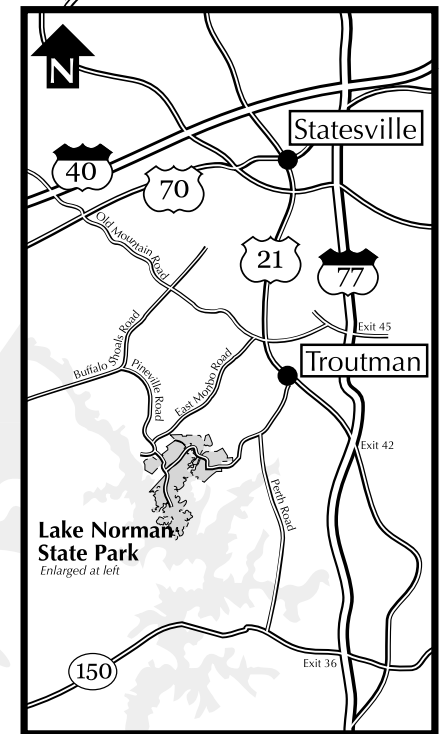 N
Statesville
40
70
Old Mountain Road
21
77
Exit 45
Buffalo Shoals Road
Pineville Road
East Monbo Road
Troutman
Exit 42
Perth Road
Lake Norman
State Park
Enlarged at left
Exit 36
150